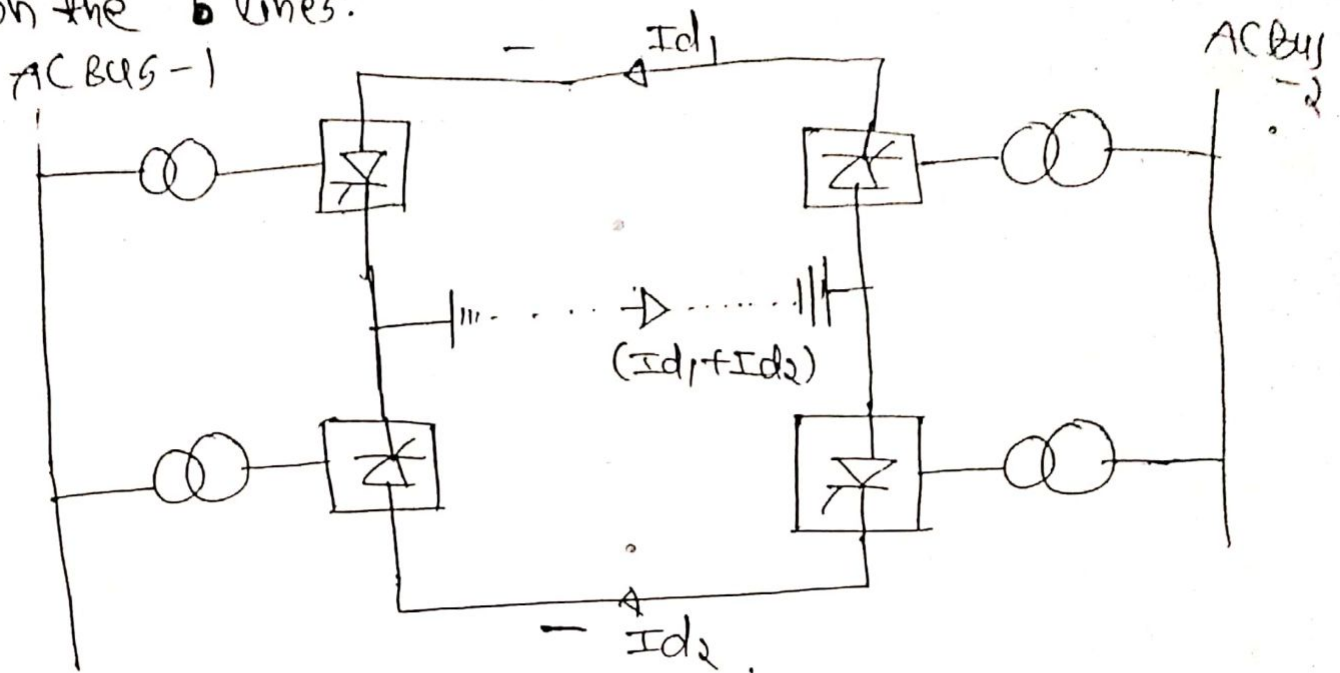 on the b lines.
AC BUS-1
- Id1
AC Bus
-2
(Id1+Id2)
- Id2